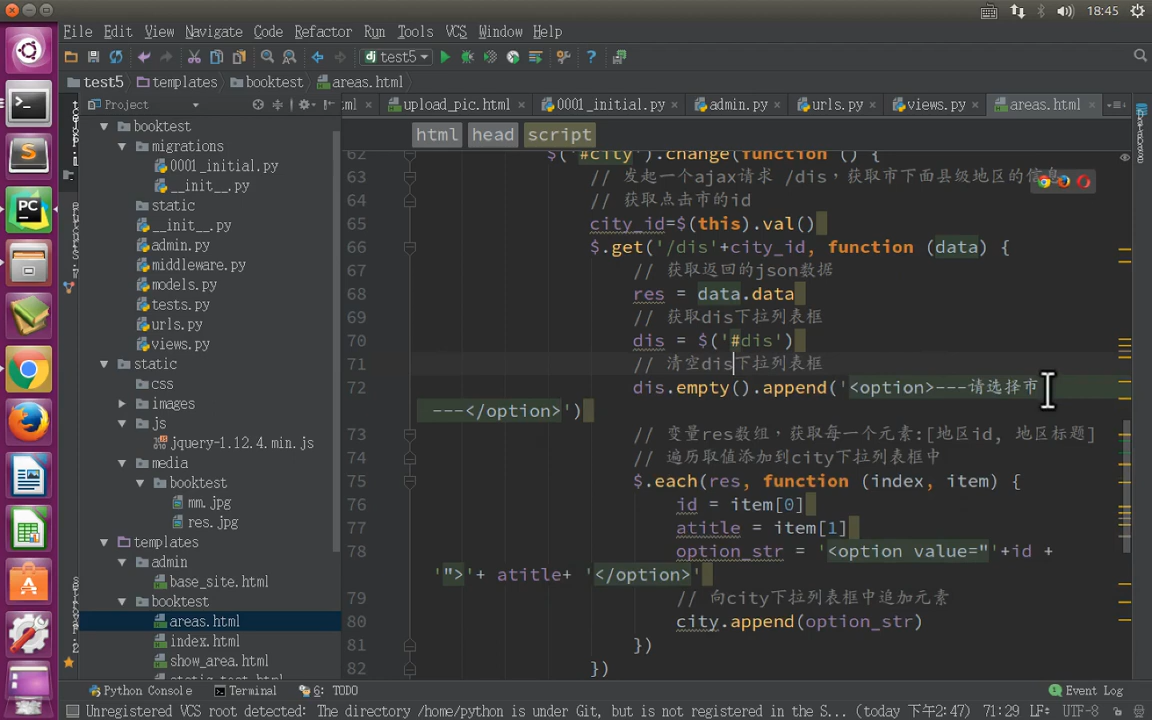 18:45
File Edit View Navigate Code Refactor Run Tools VCS Window Help
test5
test5 templates booktest areas.html
Project
ml upload_pic.html 0001_initial.py admin.py urls.py views.py areas.html
html head script
booktest
migrations
0001_initial.py
__init__.py
static
__init__.py
admin.py
middleware.py
models.py
tests.py
urls.py
views.py
static
css
images
js
jquery-1.12.4.min.js
media
booktest
mm.jpg
res.jpg
templates
admin
base_site.html
booktest
areas.html
index.html
show_area.html
62 $('#city').change(function () {
63 // 发起一个ajax请求 /dis，获取市下面县级地区的信息
64 // 获取点击市的id
65 city_id=$(this).val()
66 $.get('/dis'+city_id, function (data) {
67 // 获取返回的json数据
68 res = data.data
69 // 获取dis下拉列表框
70 dis = $('#dis')
71 // 清空dis下拉列表框
72 dis.empty().append('<option>---请选择市
---</option>')
73 // 变量res数组，获取每一个元素:[地区id, 地区标题]
74 // 遍历取值添加到city下拉列表框中
75 $.each(res, function (index, item) {
76 id = item[0]
77 atitle = item[1]
78 option_str = '<option value="'+id +
'">'+ atitle+ '</option>'
79 // 向city下拉列表框中追加元素
80 city.append(option_str)
81 })
82 })
Python Console Terminal 6: TODO Event Log
Unregistered VCS root detected: The directory /home/python is under Git, but is not registered in the S... (today 下午2:47) 71:29 LF÷ UTF-8